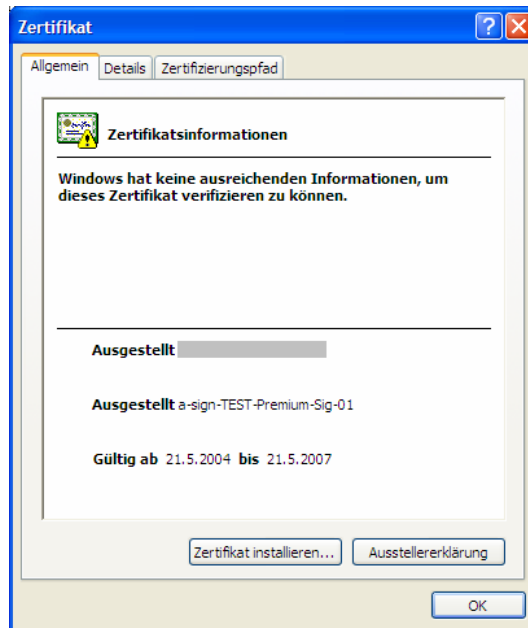 Zertifikat
Allgemein Details Zertifizierungspfad
Zertifikatsinformationen
Windows hat keine ausreichenden Informationen, um
dieses Zertifikat verifizieren zu können.
Ausgestellt
Ausgestellt a-sign-TEST-Premium-Sig-01
Gültig ab 21.5.2004 bis 21.5.2007
Zertifikat installieren... Ausstellererklärung
OK